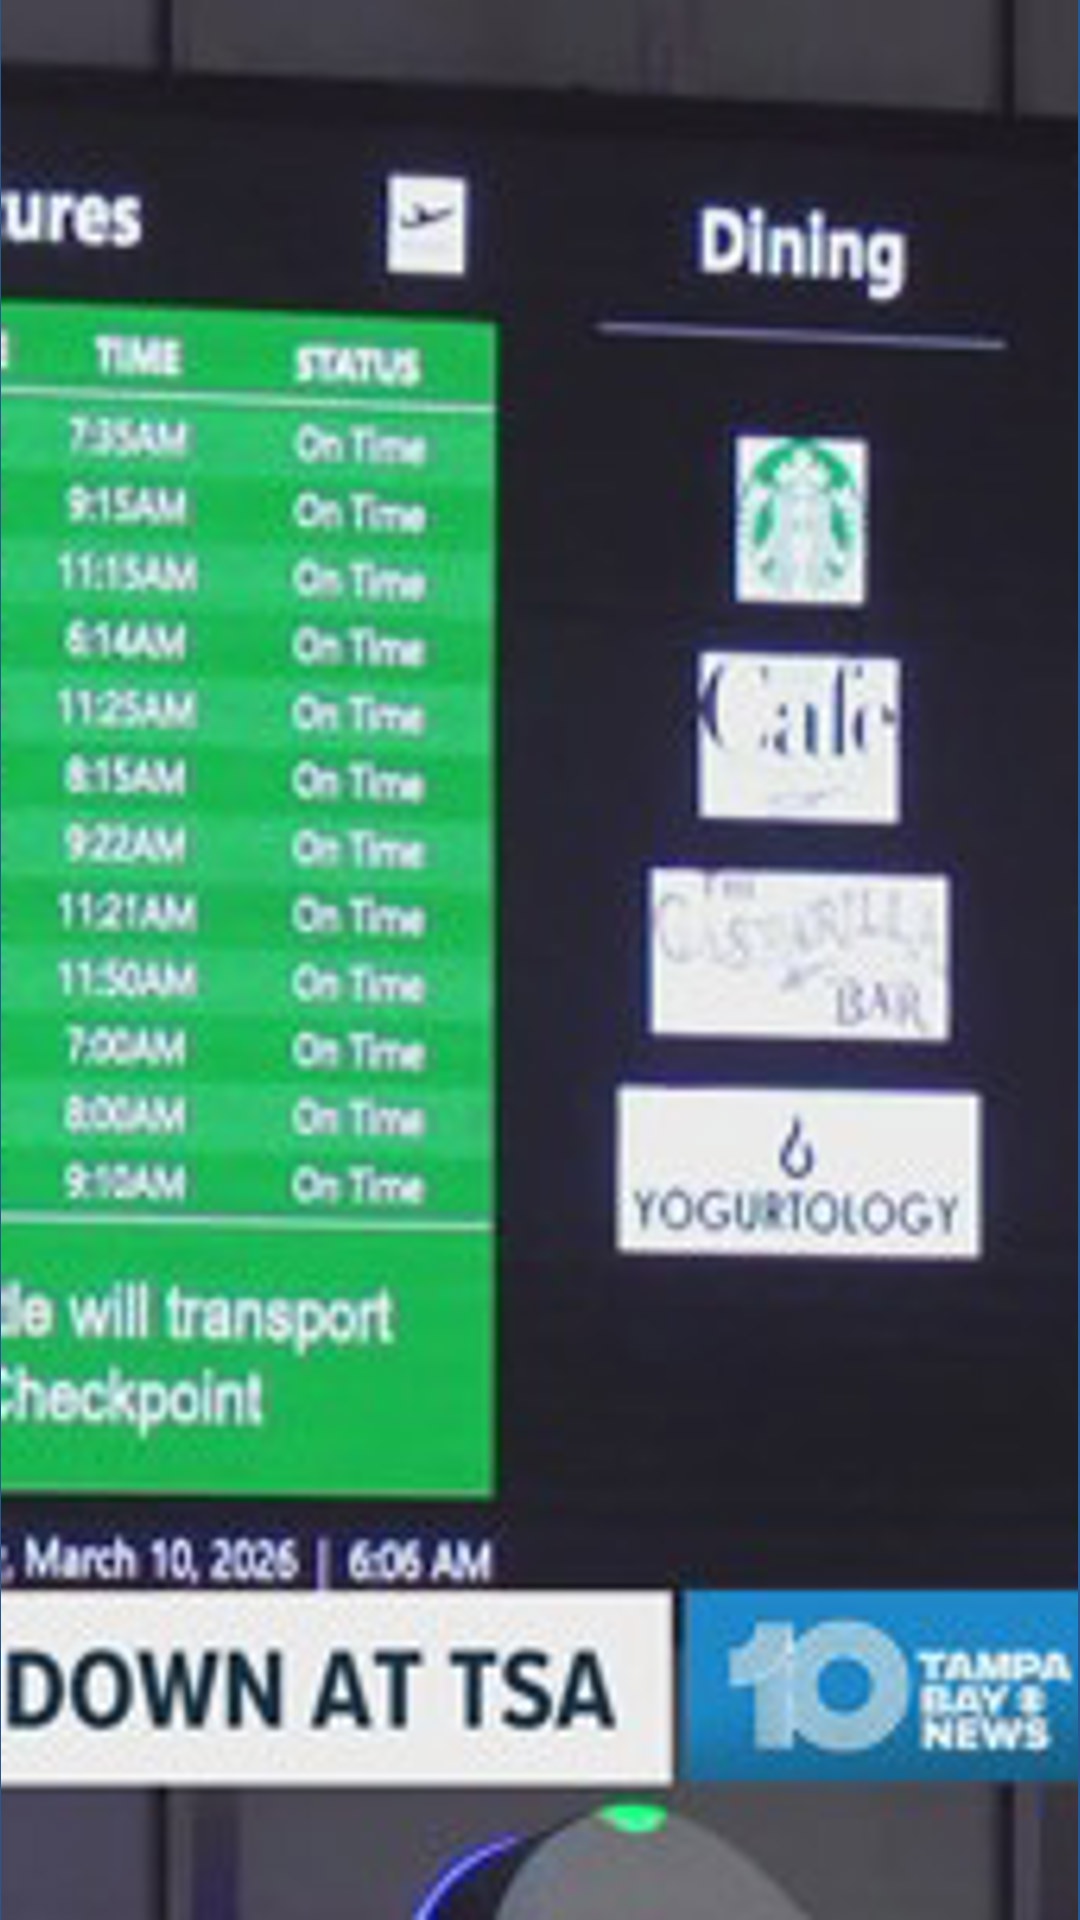 ures
Dining
TIME STATUS
7:35AM On Time
9:15AM On Time
11:15AM On Time
On Time
11:25AM On Time
8:15AM On Time
9:22AM On Time
11:21AM On Time
11:50AM On Time
7:00AM On Time
8:00AM On Time
9:10AM On Time
will transport
Checkpoint
BAR
YOGURTOLOGY
March 10, 2026 | 6:06 AM
DOWN AT TSA
10 TAMPA
BAY
NEWS